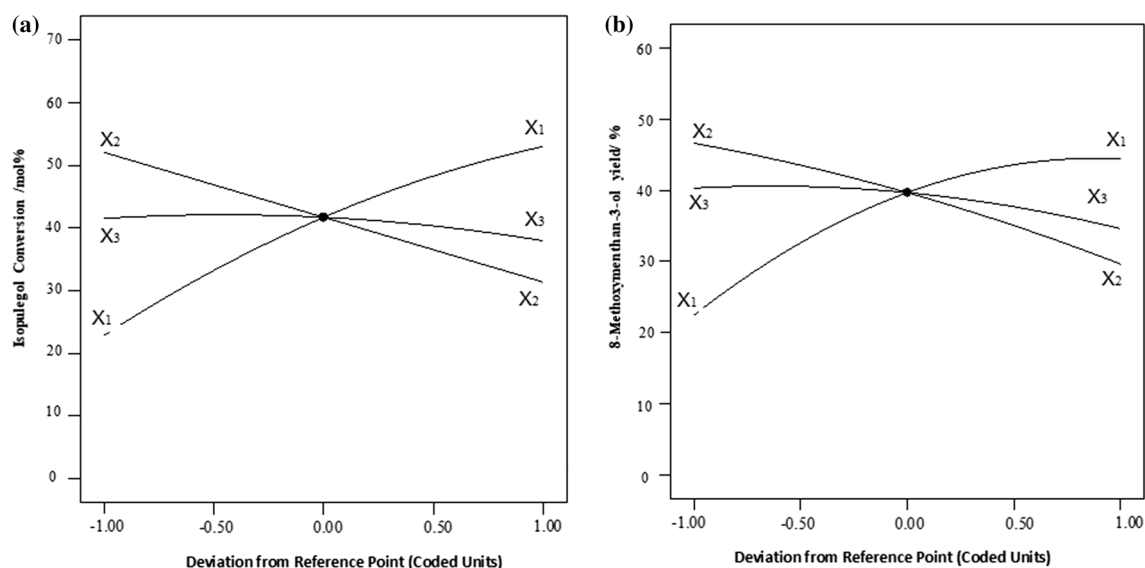 (a)
70
60
50
40
30
20
10
0
Isopulegol Conversion /mol%
X2
X3
X1
X1
X3
X2
-1.00
-0.50
0.00
0.50
1.00
Deviation from Reference Point (Coded Units)
(b)
60
50
40
30
20
10
0
8-Methoxymenthan-3-ol yield/ %
X2
X3
X1
X1
X3
X2
-1.00
-0.50
0.00
0.50
1.00
Deviation from Reference Point (Coded Units)